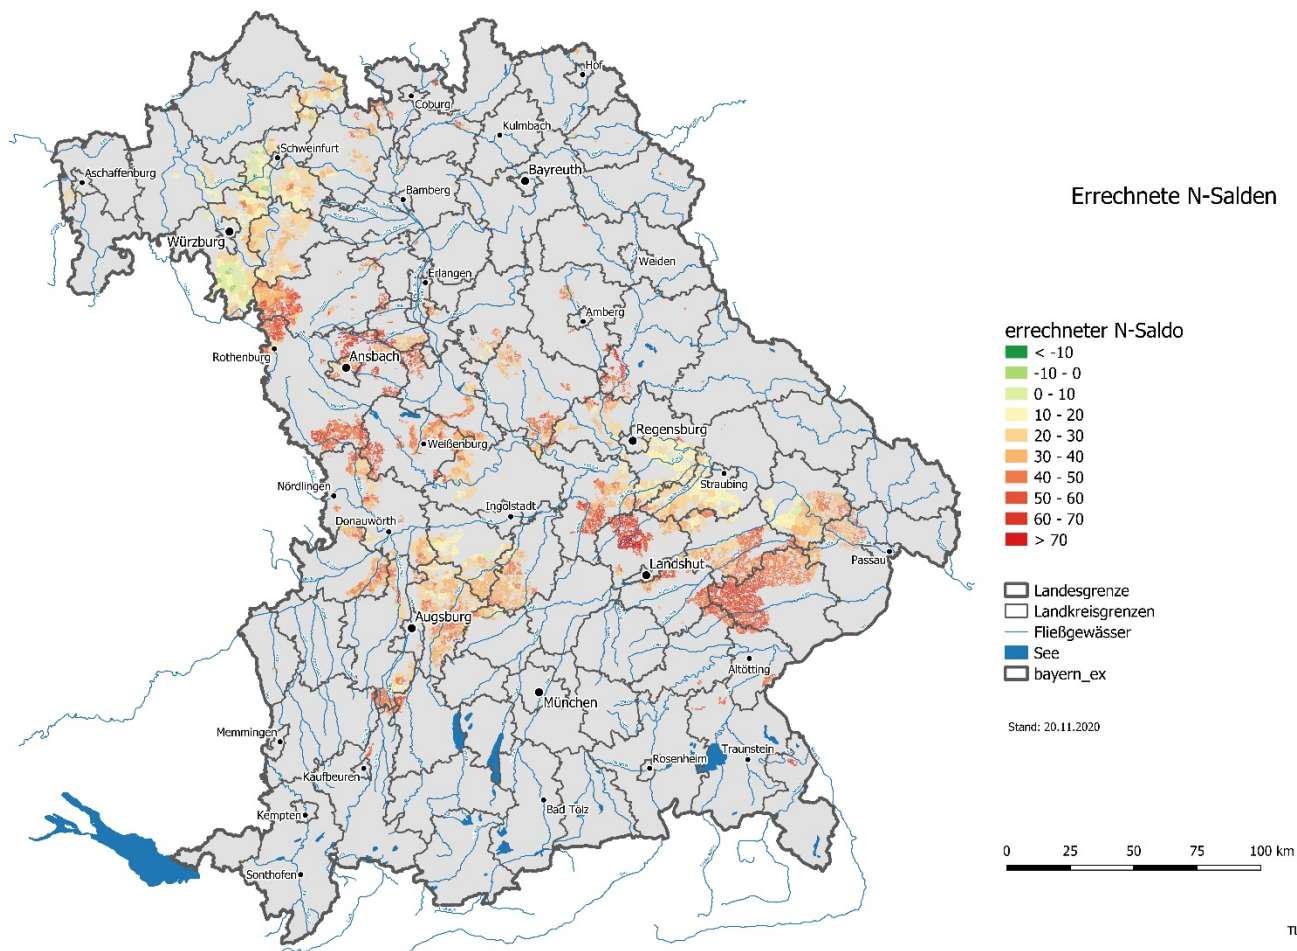 Hof
Coburg
Kulmbach
Schweinfurt
Aschaffenburg
Bayreuth
Bamberg
Errechnete N-Salden
Würzburg
Weiden
Erlangen
Amberg
errechneter N-Saldo
< -10
Rothenburg
Ansbach
-10 - 0
0 - 10
10 - 20
Regensburg
20 - 30
Weißenburg
30 - 40
Straubing
40 - 50
Nördlingen
50 - 60
Ingolstadt
60 - 70
Donauwörth
> 70
Passau
Landshut
Landesgrenze
Landkreisgrenzen
Augsburg
Fließgewässer
See
Altötting
bayern_ex
München
Stand: 20.11.2020
Memmingen
Traunstein
Rosenheim
Kaufbeuren
Bad Tölz
Kempten
0 25 50 75 100 km
Sonthofen